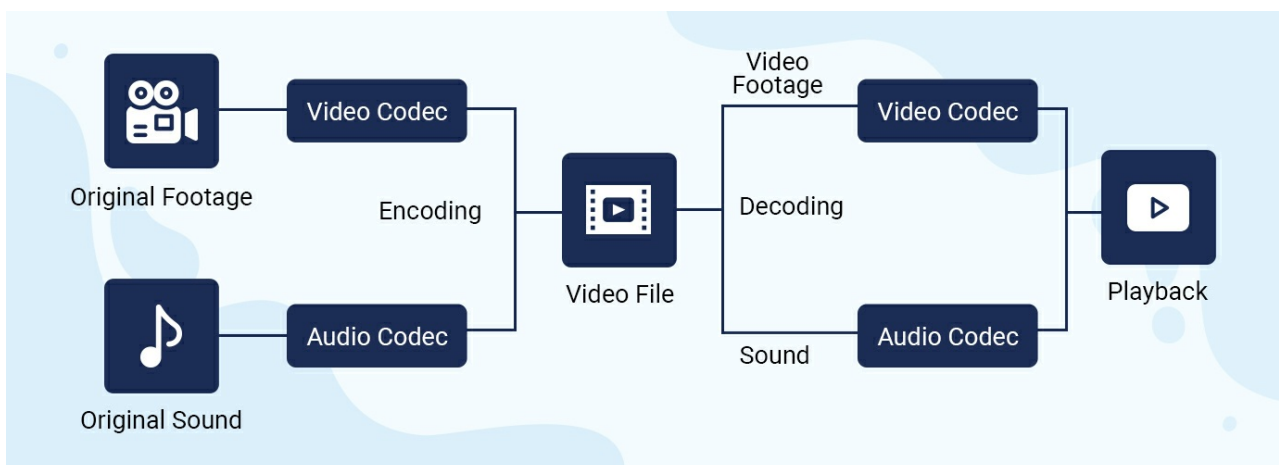 Original Footage
Video Codec
Encoding
Original Sound
Audio Codec
Video File
Video
Footage
Decoding
Sound
Video Codec
Audio Codec
Playback